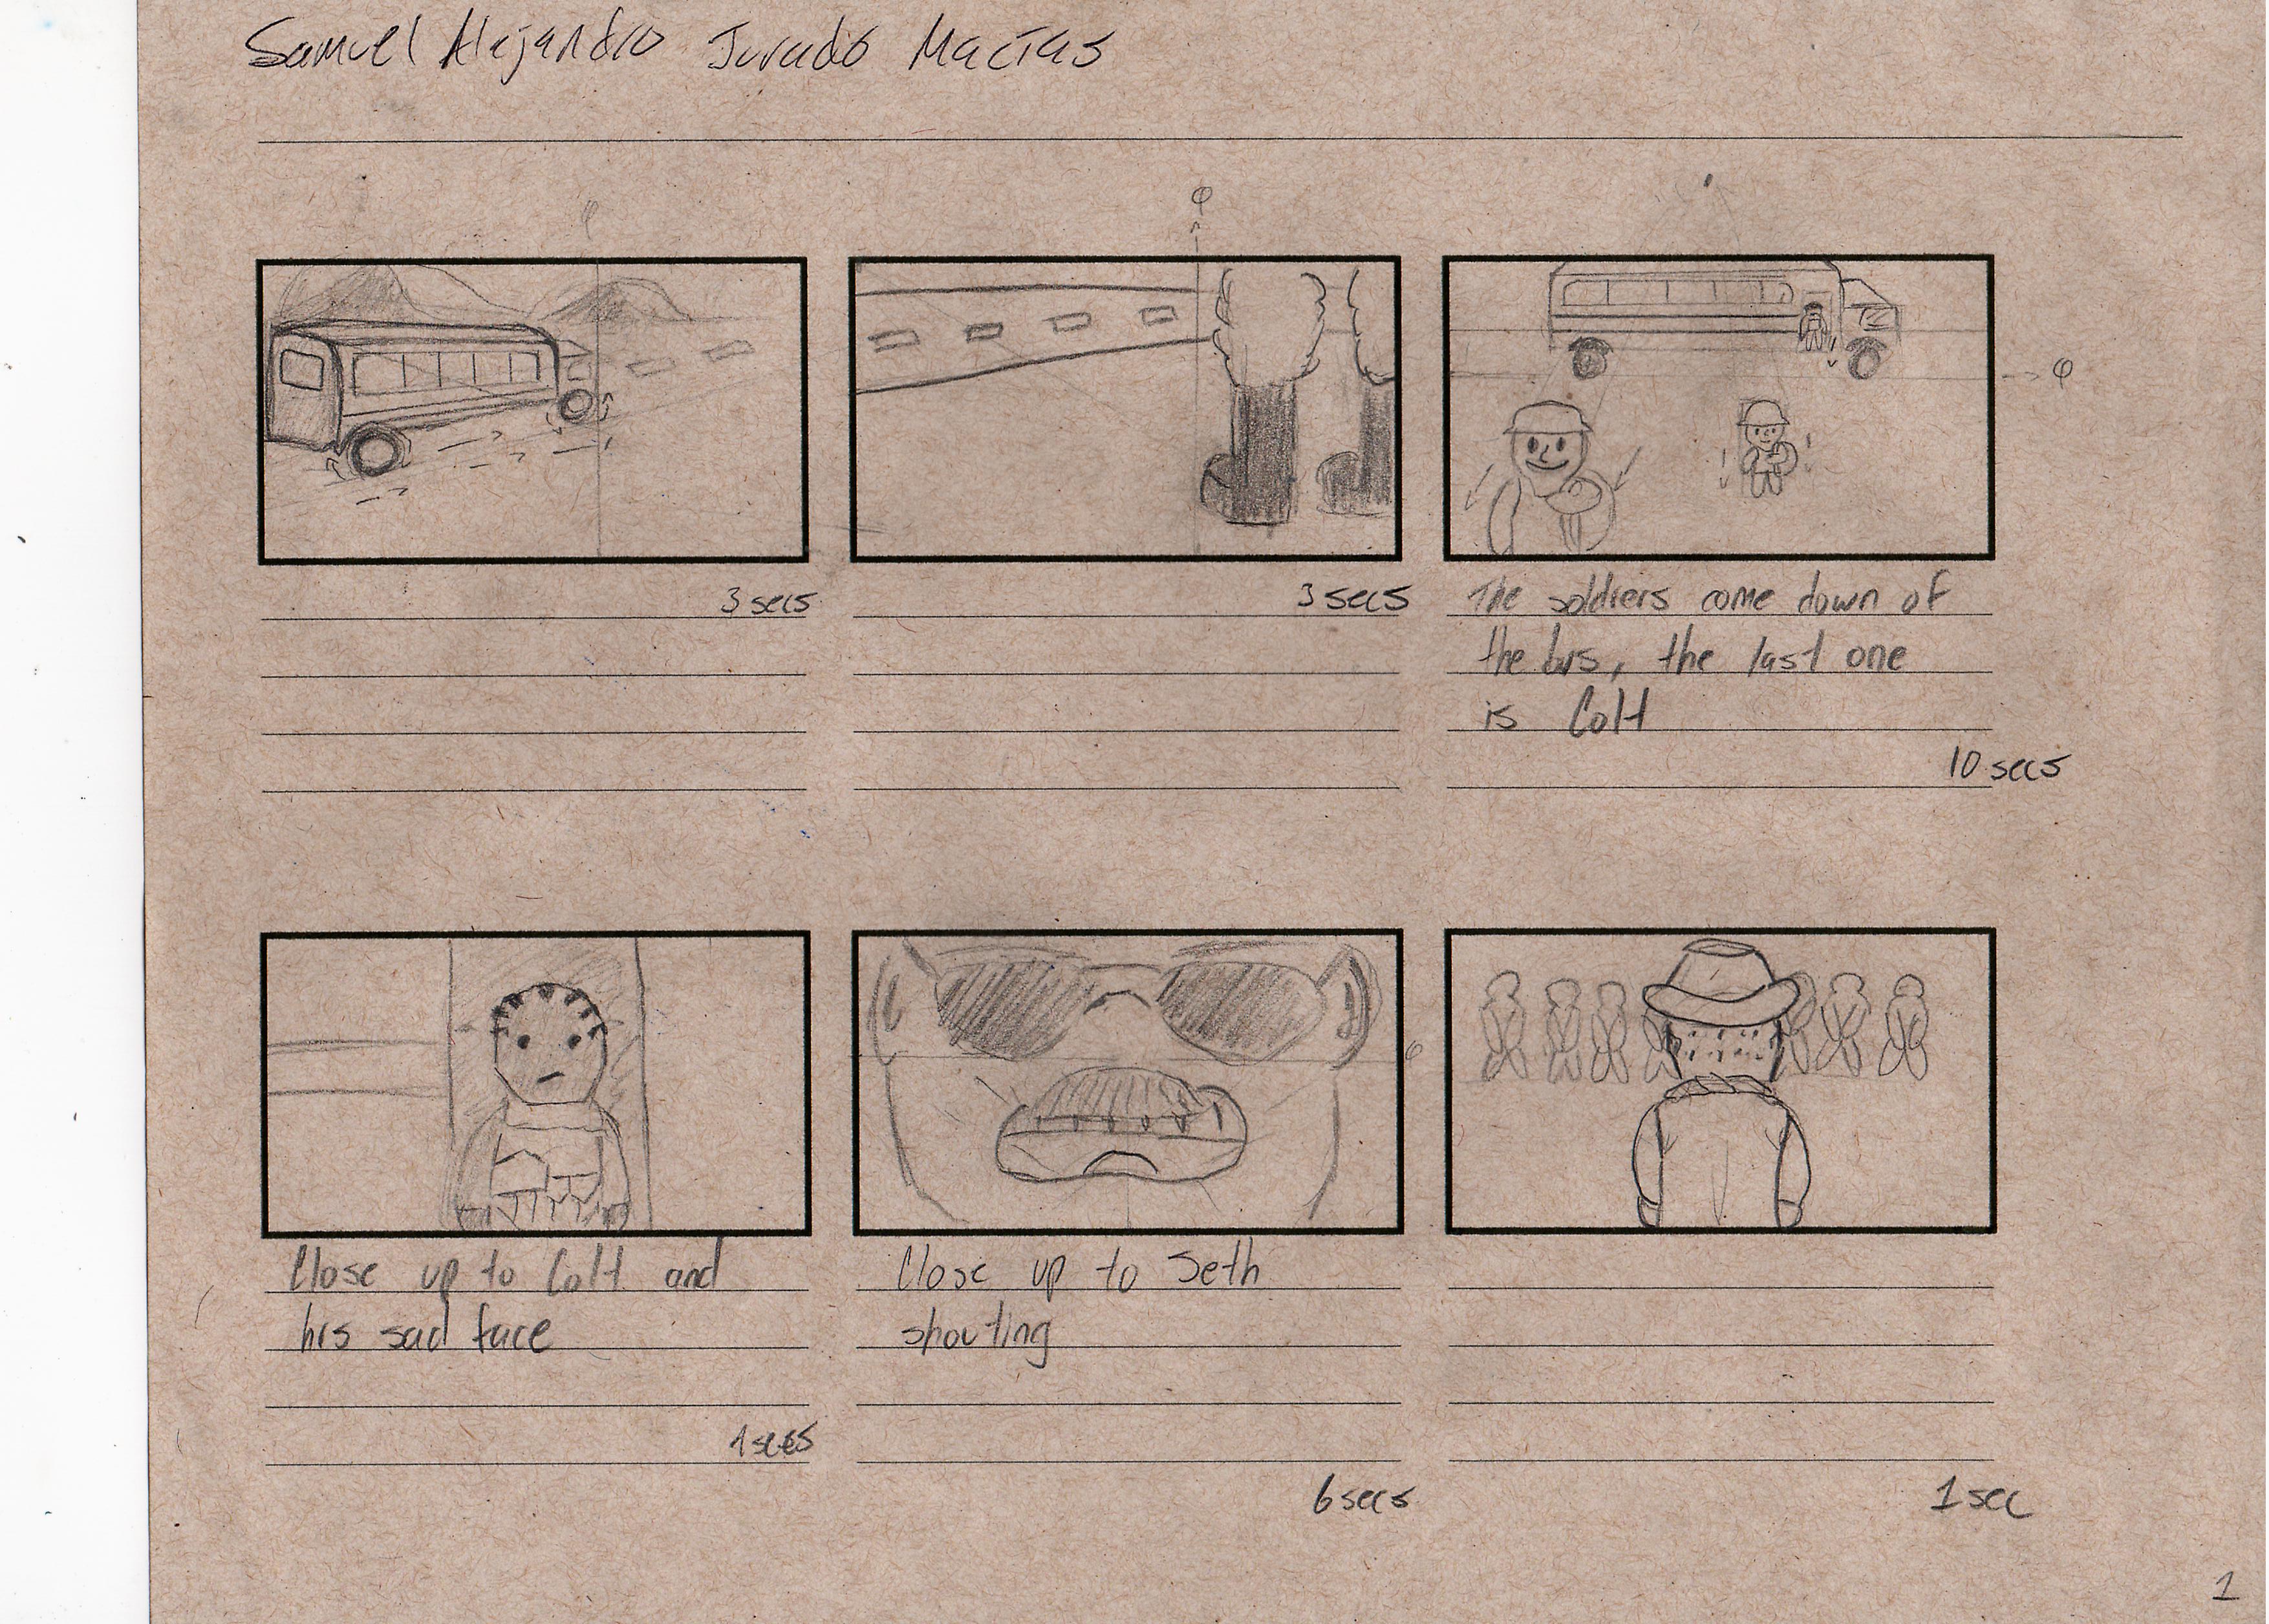 Samuel Alejandro Jurado Macías
φ
φ
φ
3 secs
3 secs
The soldiers come down of
the bus, the last one
is Colt
10 secs
φ
Close up to Colt and
his sad face
1 secs
Close up to Seth
shouting
6 secs
1 sec
1